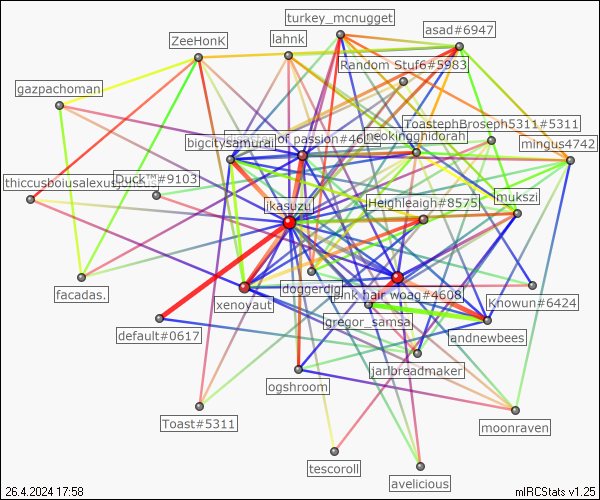 turkey_mcnugget
asad#6947
ZeeHonK
lahnk
Random Stuf6#5983
gazpachoman
ToastephBroseph5311#5311
of passion#46
neokingghidorah
bigcitysamurai
mingus4742
Duck™#9103
thiccusboiusalexus
jkasuzu
Heighleaigh#8575
mukszi
facadas.
doggerdig
pink hair woag#4608
Knowun#6424
xenoyaut
gregor_samsa
default#0617
andnewbees
jarlbreadmaker
ogshroom
Toast#5311
moonraven
tescoroll
avelicious
26.4.2024 17:58
mIRCStats v1.25